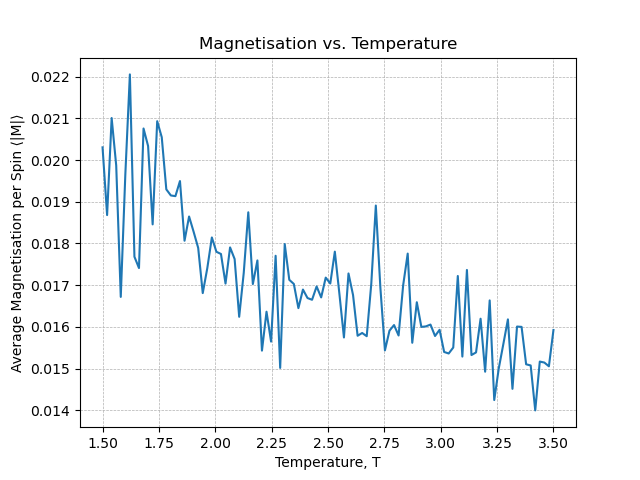 Magnetisation vs. Temperature
Average Magnetisation per Spin ⟨|M|⟩
0.022
0.021
0.020
0.019
0.018
0.017
0.016
0.015
0.014
1.50 1.75 2.00 2.25 2.50 2.75 3.00 3.25 3.50
Temperature, T